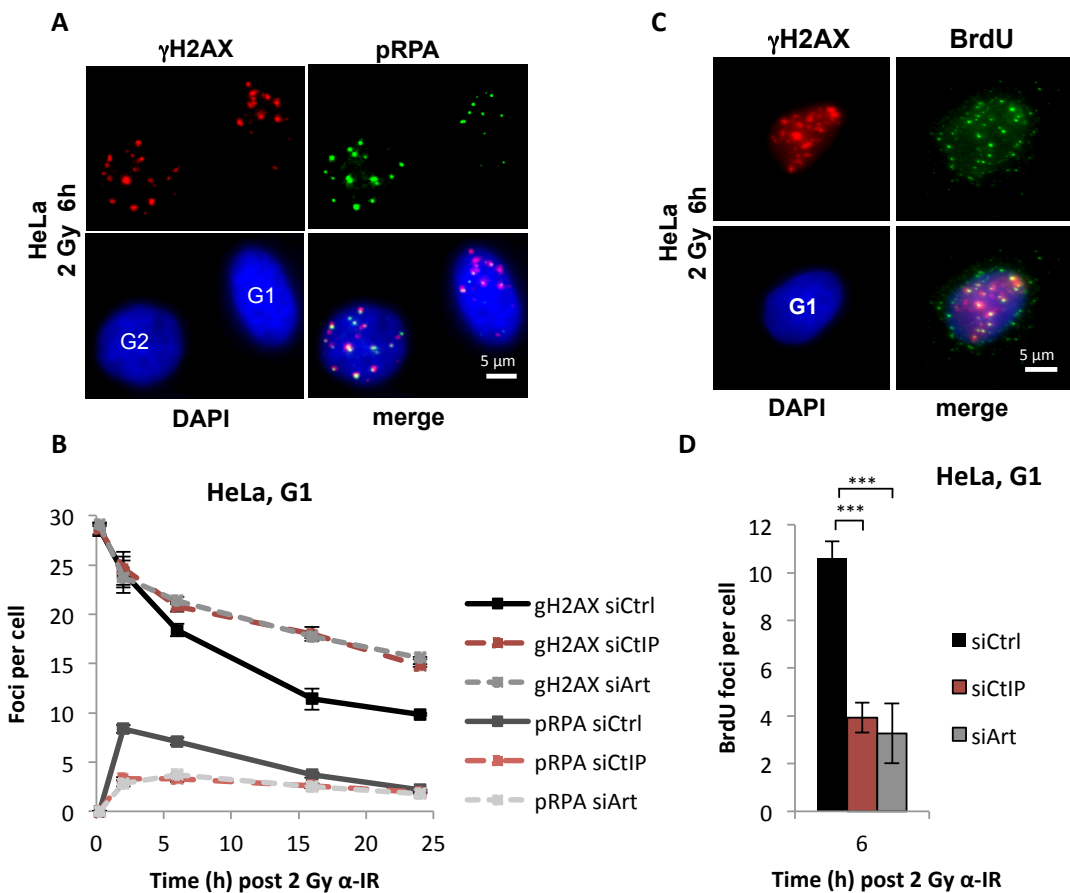 A
γH2AX
pRPA
HeLa
2 Gy 6h
G2
G1
5 μm
DAPI
merge
B
HeLa, G1
Foci per cell
30
25
20
15
10
5
0
0
5
10
15
20
25
Time (h) post 2 Gy α-IR
gH2AX siCtrl
gH2AX siCtIP
gH2AX siArt
pRPA siCtrl
pRPA siCtIP
pRPA siArt
C
γH2AX
BrdU
HeLa
2 Gy 6h
G1
5 μm
DAPI
merge
D
HeLa, G1
***
***
BrdU foci per cell
12
10
8
6
4
2
0
6
Time (h) post 2 Gy α-IR
siCtrl
siCtIP
siArt